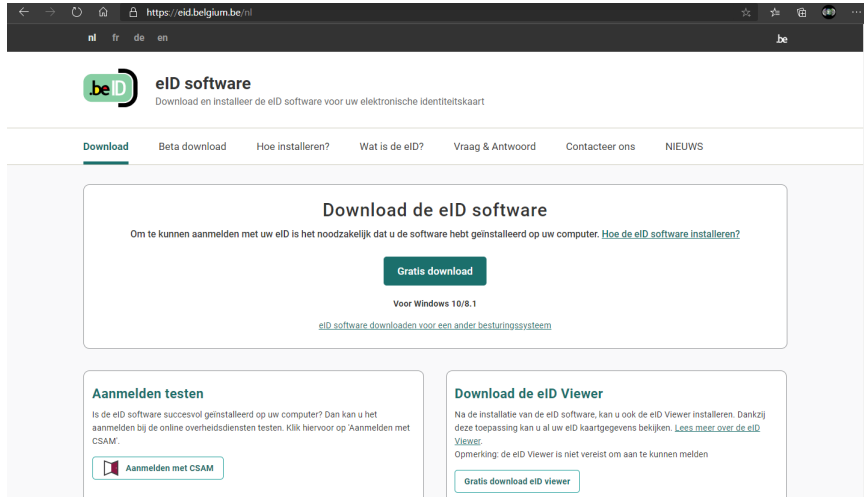 https://eid.belgium.be/nl
nl fr de en
.be
.beID
eID software
Download en installeer de eID software voor uw elektronische identiteitskaart
Download Beta download Hoe installeren? Wat is de eID? Vraag & Antwoord Contacteer ons NIEUWS
Download de eID software
Om te kunnen aanmelden met uw eID is het noodzakelijk dat u de software hebt geïnstalleerd op uw computer. Hoe de eID software installeren?
Gratis download
Voor Windows 10/8.1
eID software downloaden voor een ander besturingssysteem
Aanmelden testen
Is de eID software succesvol geïnstalleerd op uw computer? Dan kan u het
aanmelden bij de online overheidsdiensten testen. Klik hiervoor op 'Aanmelden met
CSAM'.
Aanmelden met CSAM
Download de eID Viewer
Na de installatie van de eID software, kan u ook de eID Viewer installeren. Dankzij
deze toepassing kan u al uw eID kaartgegevens bekijken. Lees meer over de eID
Viewer.
Opmerking: de eID Viewer is niet vereist om aan te kunnen melden
Gratis download eID viewer